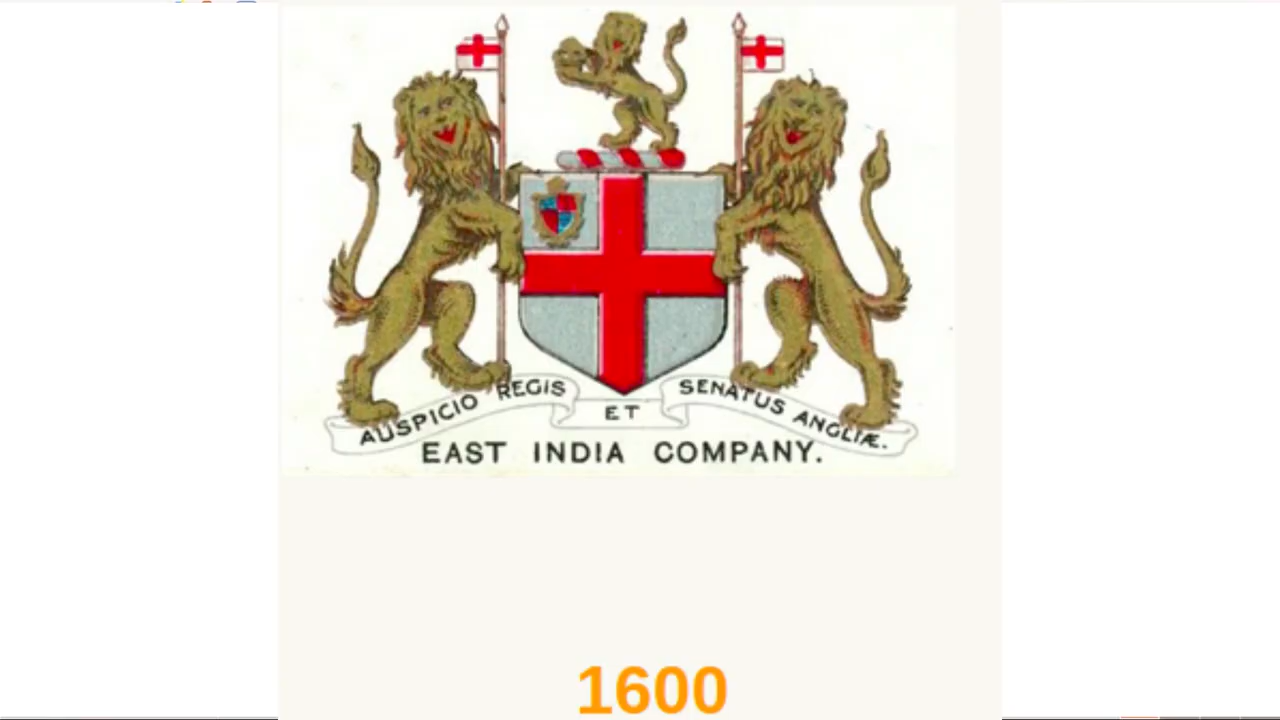 AUSPICIO REGIS ET SENATUS ANGLIÆ.
EAST INDIA COMPANY.
1600